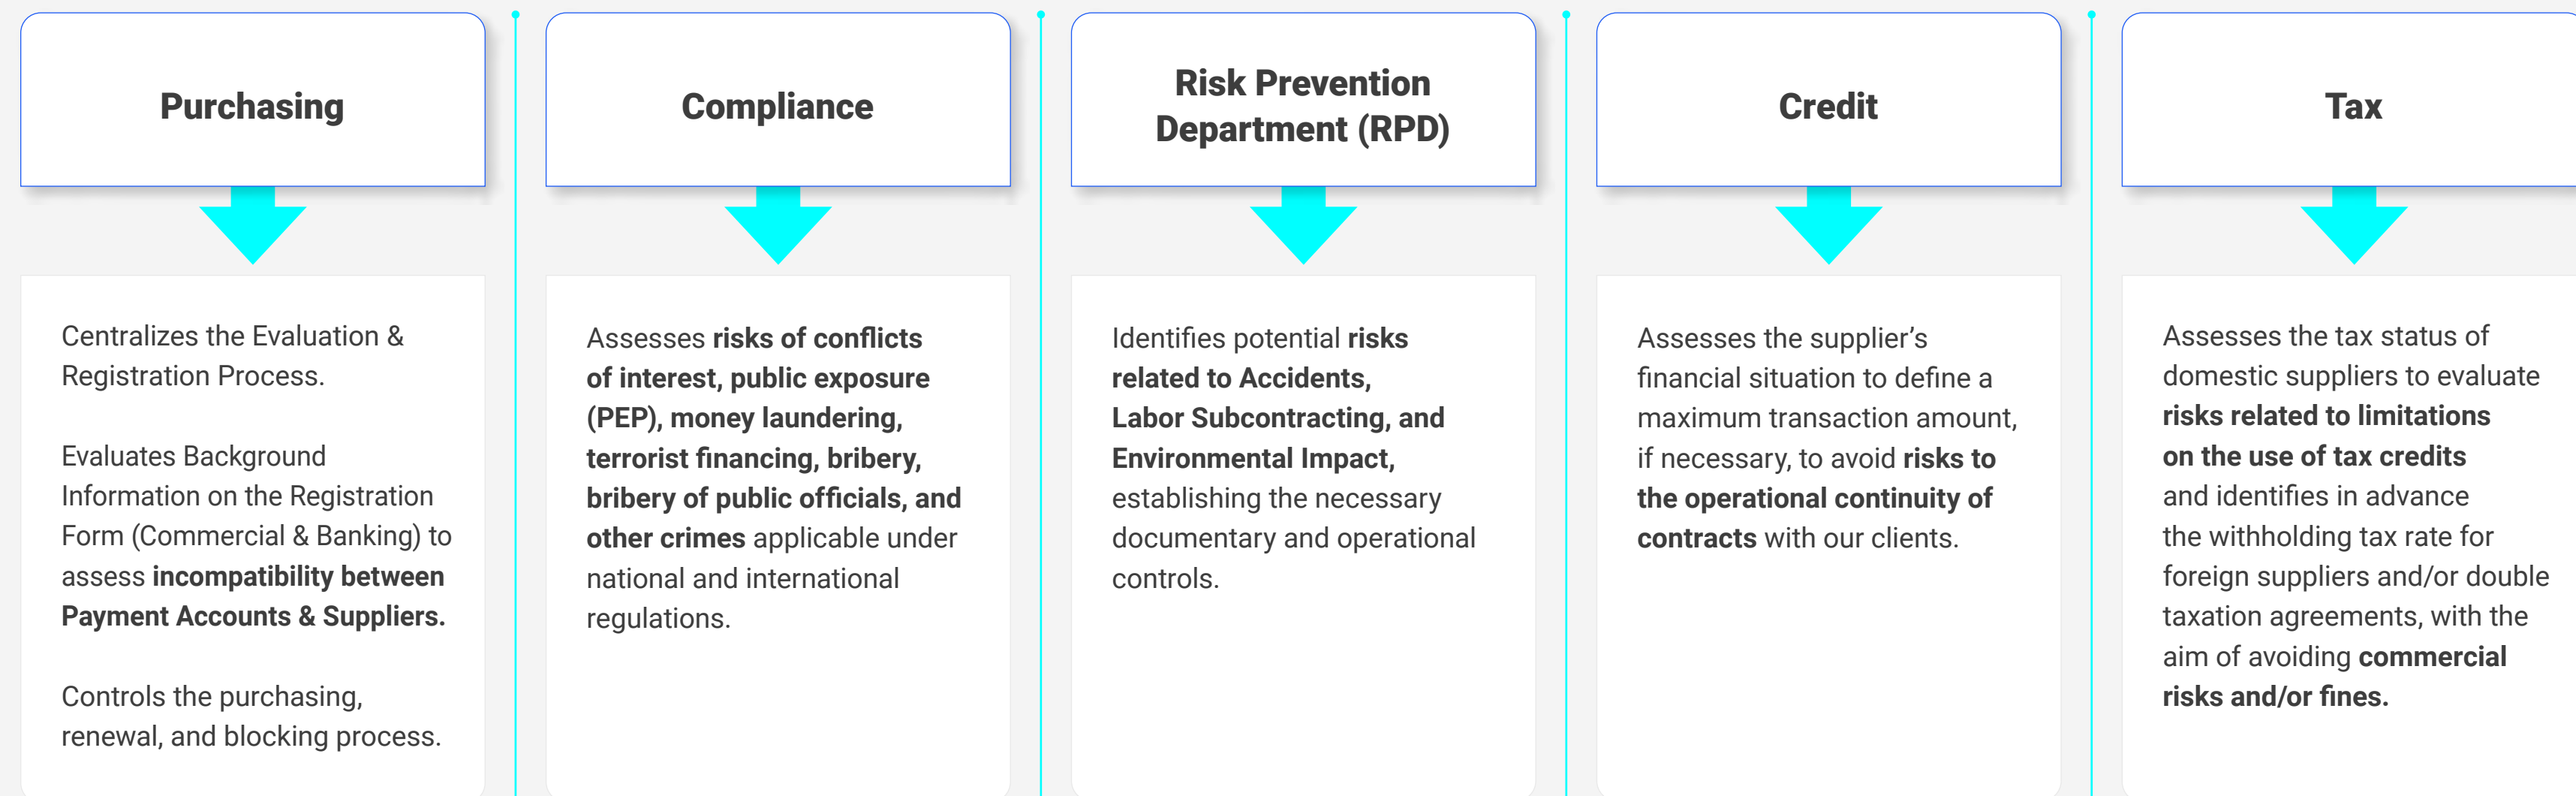 Purchasing
Centralizes the Evaluation &
Registration Process.
Evaluates Background
Information on the Registration
Form (Commercial & Banking) to
assess incompatibility between
Payment Accounts & Suppliers.
Controls the purchasing,
renewal, and blocking process.
Compliance
Assesses risks of conflicts
of interest, public exposure
(PEP), money laundering,
terrorist financing, bribery,
bribery of public officials, and
other crimes applicable under
national and international
regulations.
Risk Prevention
Department (RPD)
Identifies potential risks
related to Accidents,
Labor Subcontracting, and
Environmental Impact,
establishing the necessary
documentary and operational
controls.
Credit
Assesses the supplier’s
financial situation to define a
maximum transaction amount,
if necessary, to avoid risks to
the operational continuity of
contracts with our clients.
Tax
Assesses the tax status of
domestic suppliers to evaluate
risks related to limitations
on the use of tax credits
and identifies in advance
the withholding tax rate for
foreign suppliers and/or double
taxation agreements, with the
aim of avoiding commercial
risks and/or fines.